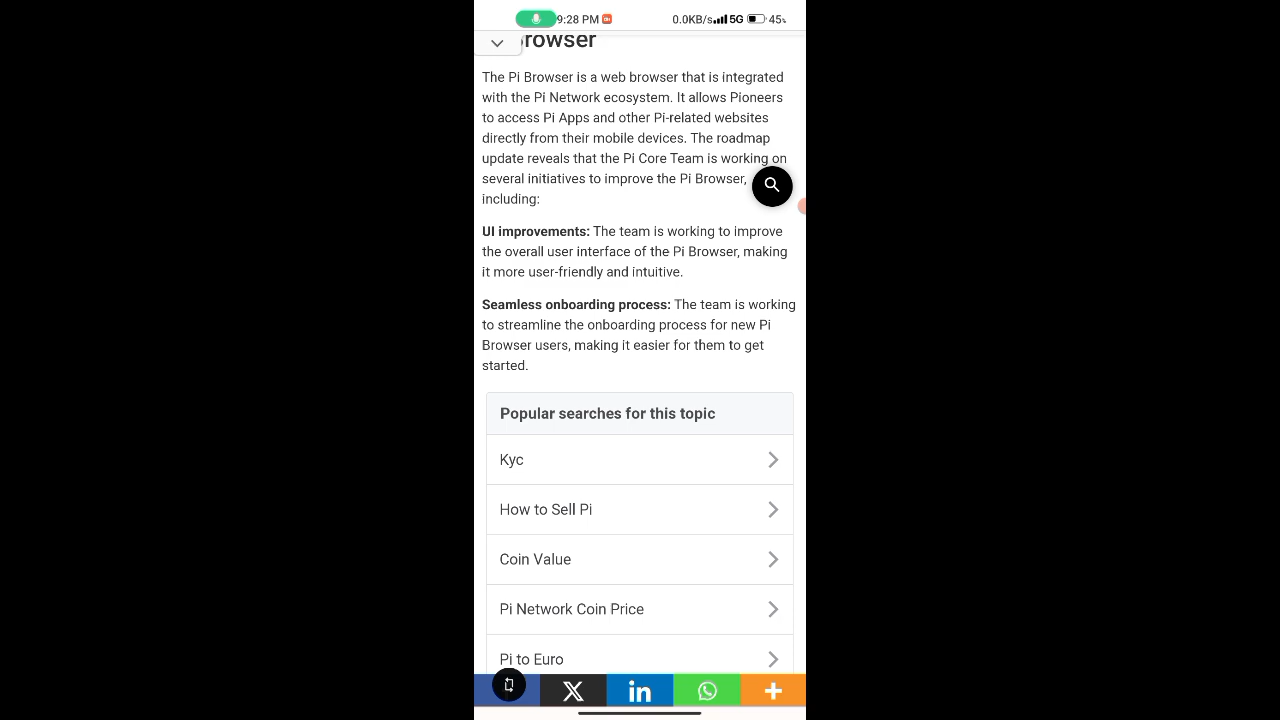 9:28 PM 0.0KB/s 5G 45
rowser
The Pi Browser is a web browser that is integrated
with the Pi Network ecosystem. It allows Pioneers
to access Pi Apps and other Pi-related websites
directly from their mobile devices. The roadmap
update reveals that the Pi Core Team is working on
several initiatives to improve the Pi Browser,
including:
UI improvements: The team is working to improve
the overall user interface of the Pi Browser, making
it more user-friendly and intuitive.
Seamless onboarding process: The team is working
to streamline the onboarding process for new Pi
Browser users, making it easier for them to get
started.
Popular searches for this topic
Kyc
How to Sell Pi
Coin Value
Pi Network Coin Price
Pi to Euro